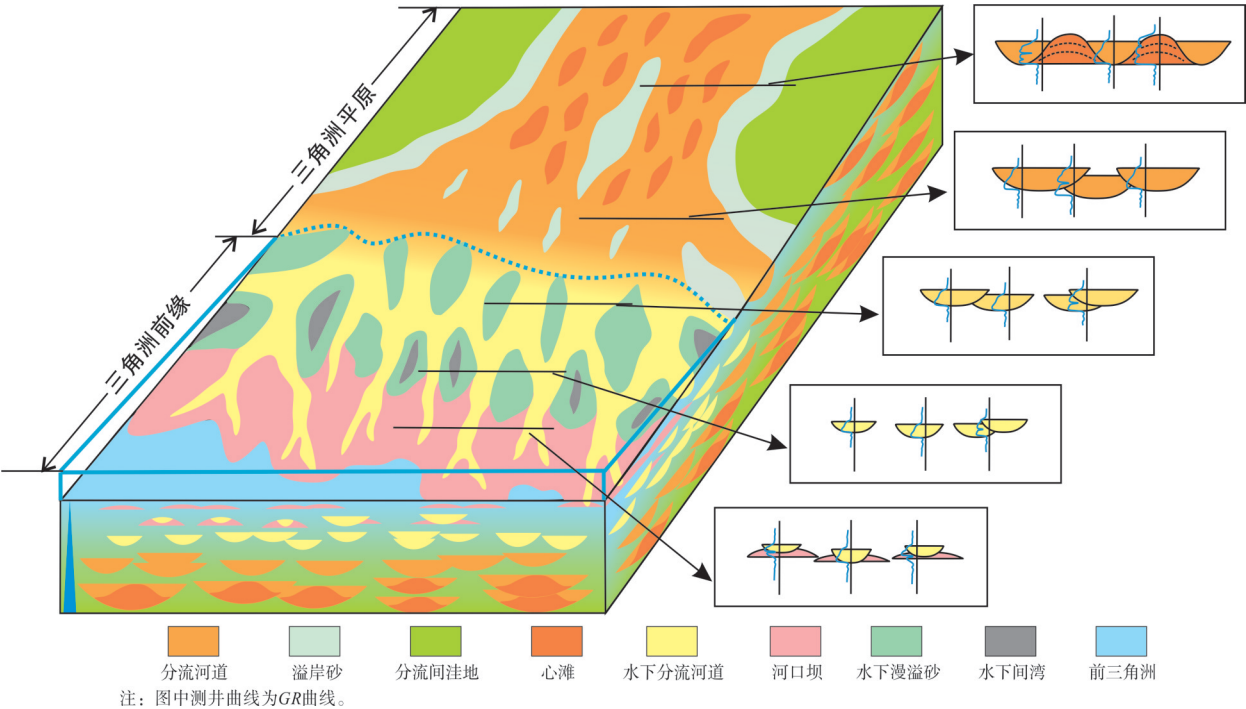 三角洲平原
三角洲前缘
分流河道
溢岸砂
分流间洼地
心滩
水下分流河道
河口坝
水下漫溢砂
水下间湾
前三角洲
注：图中测井曲线为GR曲线。